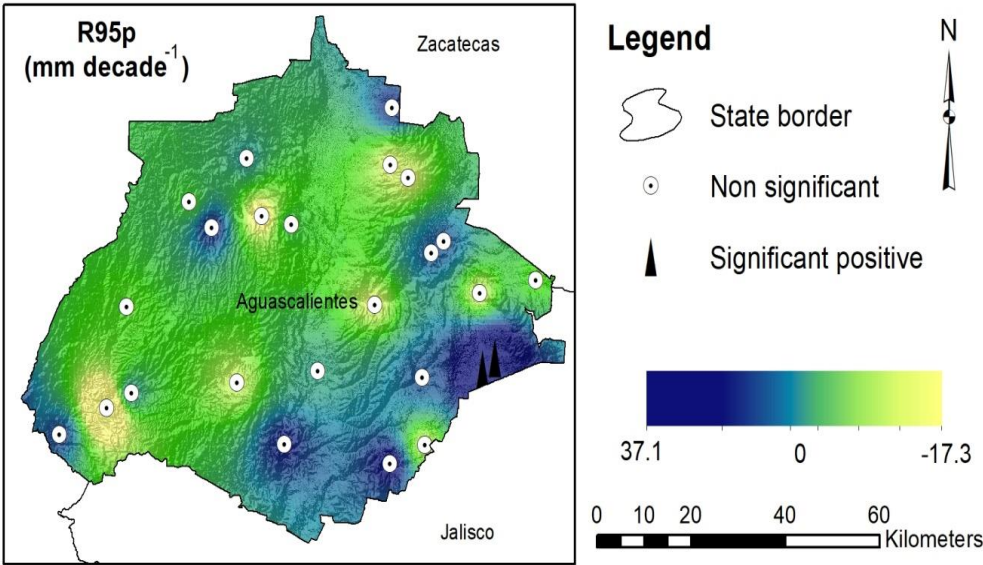 R95p
(mm decade⁻¹)
Zacatecas
Aguascalientes
Jalisco
Legend
N
State border
Non significant
Significant positive
37.1 0 -17.3
0 10 20 40 60
Kilometers